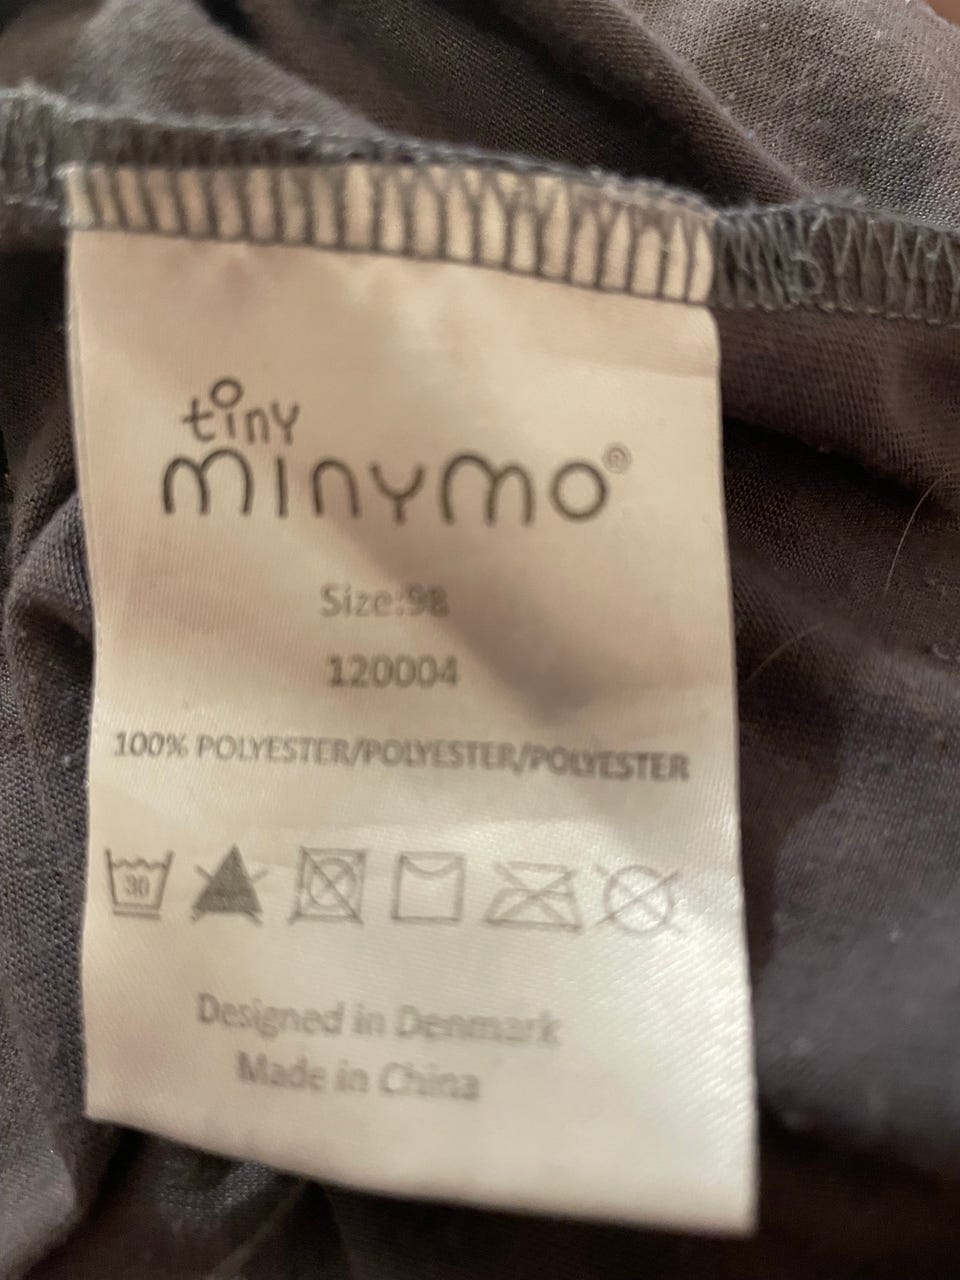 tiny
minymo®
Size:98
120004
100% POLYESTER/POLYESTER/POLYESTER
30
Designed in Denmark
Made in China